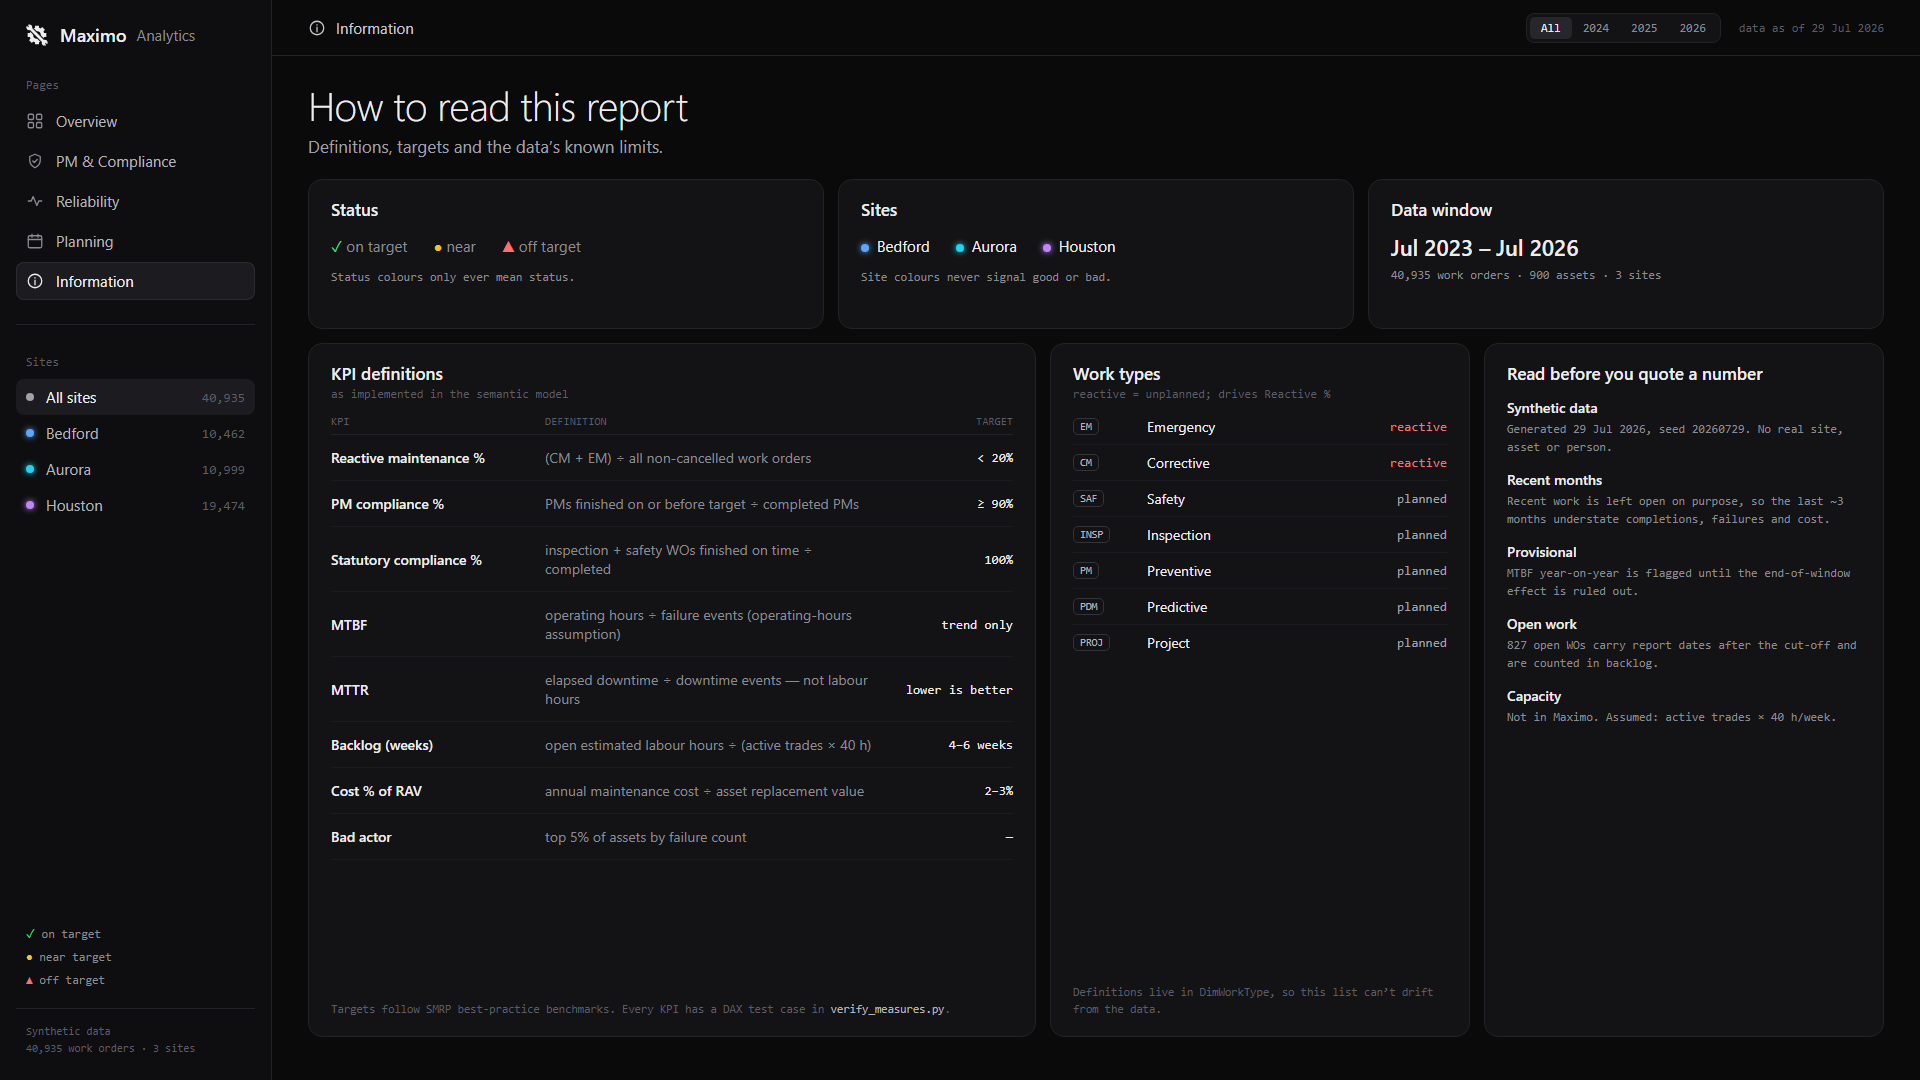 Maximo Analytics
Pages
Overview
PM & Compliance
Reliability
Planning
Information
Sites
All sites 40,935
Bedford 10,462
Aurora 10,999
Houston 19,474
✓ on target
● near target
▲ off target
Synthetic data
40,935 work orders · 3 sites
Information
All 2024 2025 2026 data as of 29 Jul 2026
How to read this report
Definitions, targets and the data’s known limits.
Status
✓ on target ● near ▲ off target
Status colours only ever mean status.
Sites
Bedford Aurora Houston
Site colours never signal good or bad.
Data window
Jul 2023 – Jul 2026
40,935 work orders · 900 assets · 3 sites
KPI definitions
as implemented in the semantic model
KPI DEFINITION TARGET
Reactive maintenance % (CM + EM) ÷ all non-cancelled work orders < 20%
PM compliance % PMs finished on or before target ÷ completed PMs ≥ 90%
Statutory compliance % inspection + safety WOs finished on time ÷ 100%
completed
MTBF operating hours ÷ failure events (operating-hours trend only
assumption)
MTTR elapsed downtime ÷ downtime events — not labour lower is better
hours
Backlog (weeks) open estimated labour hours ÷ (active trades × 40 h) 4–6 weeks
Cost % of RAV annual maintenance cost ÷ asset replacement value 2–3%
Bad actor top 5% of assets by failure count —
Targets follow SMRP best-practice benchmarks. Every KPI has a DAX test case in verify_measures.py.
Work types
reactive = unplanned; drives Reactive %
EM Emergency reactive
CM Corrective reactive
SAF Safety planned
INSP Inspection planned
PM Preventive planned
PDM Predictive planned
PROJ Project planned
Definitions live in DimWorkType, so this list can’t drift
from the data.
Read before you quote a number
Synthetic data
Generated 29 Jul 2026, seed 20260729. No real site,
asset or person.
Recent months
Recent work is left open on purpose, so the last ~3
months understate completions, failures and cost.
Provisional
MTBF year-on-year is flagged until the end-of-window
effect is ruled out.
Open work
827 open WOs carry report dates after the cut-off and
are counted in backlog.
Capacity
Not in Maximo. Assumed: active trades × 40 h/week.